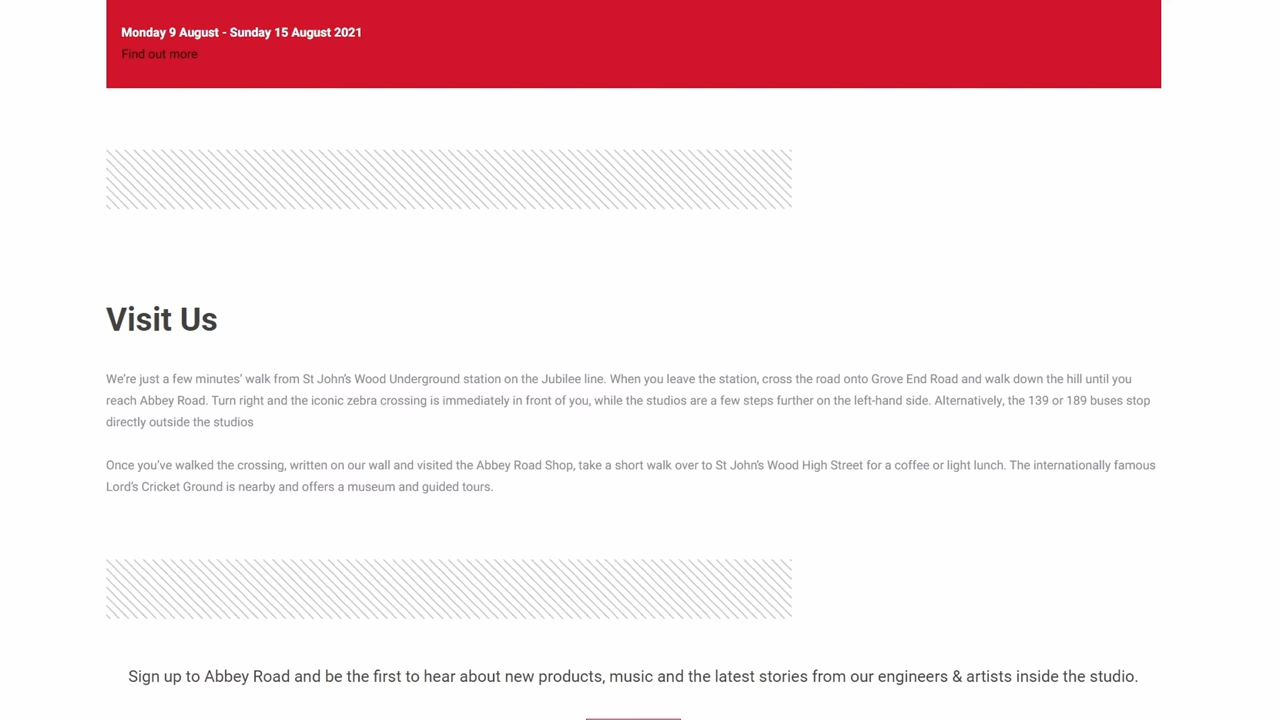 Monday 9 August - Sunday 15 August 2021
Find out more
Visit Us
We're just a few minutes' walk from St John's Wood Underground station on the Jubilee line. When you leave the station, cross the road onto Grove End Road and walk down the hill until you
reach Abbey Road. Turn right and the iconic zebra crossing is immediately in front of you, while the studios are a few steps further on the left-hand side. Alternatively, the 139 or 189 buses stop
directly outside the studios
Once you've walked the crossing, written on our wall and visited the Abbey Road Shop, take a short walk over to St John's Wood High Street for a coffee or light lunch. The internationally famous
Lord's Cricket Ground is nearby and offers a museum and guided tours.
Sign up to Abbey Road and be the first to hear about new products, music and the latest stories from our engineers & artists inside the studio.